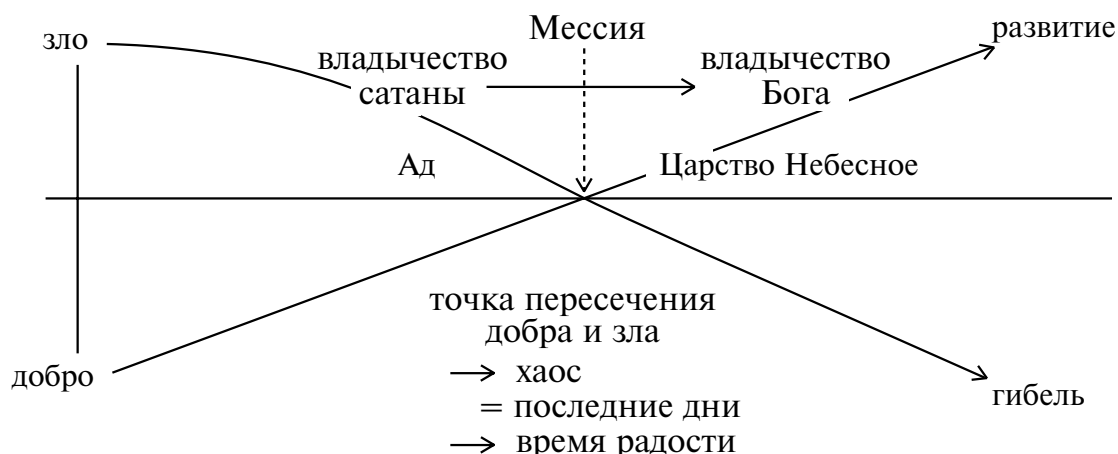 зло
Мессия
развитие
владычество
сатаны
владычество
Бога
Ад
Царство Небесное
точка пересечения
добра и зла
добро
→ хаос
гибель
= последние дни
→ время радости